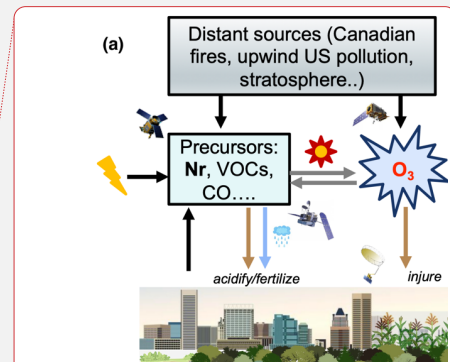 (a)
Distant sources (Canadian
fires, upwind US pollution,
stratosphere..)
Precursors:
Nr, VOCs,
CO....
O3
acidify/fertilize
injure